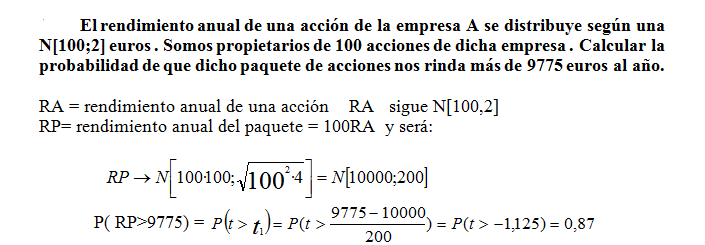 El rendimiento anual de una acción de la empresa A se distribuye según una
N[100;2] euros . Somos propietarios de 100 acciones de dicha empresa . Calcular la
probabilidad de que dicho paquete de acciones nos rinda más de 9775 euros al año.
RA = rendimiento anual de una acción RA sigue N[100,2]
RP= rendimiento anual del paquete = 100RA y será:
RP → N[100·100; √(100²·4)] = N[10000;200]
P( RP>9775) = P(t > t₁) = P(t > (9775 − 10000)/200) = P(t > −1,125) = 0,87